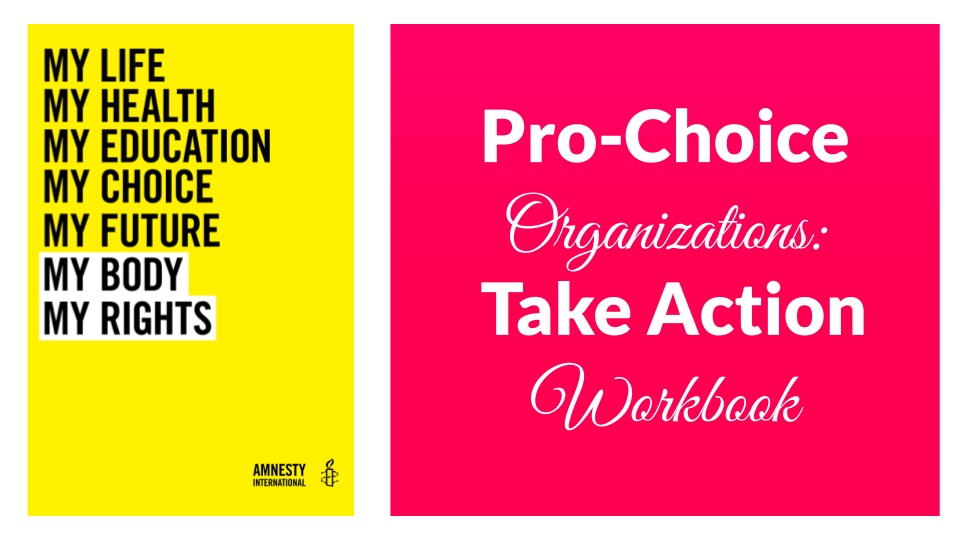 MY LIFE
MY HEALTH
MY EDUCATION
MY CHOICE
MY FUTURE
MY BODY
MY RIGHTS
AMNESTY
INTERNATIONAL
Pro-Choice
Organizations:
Take Action
Workbook